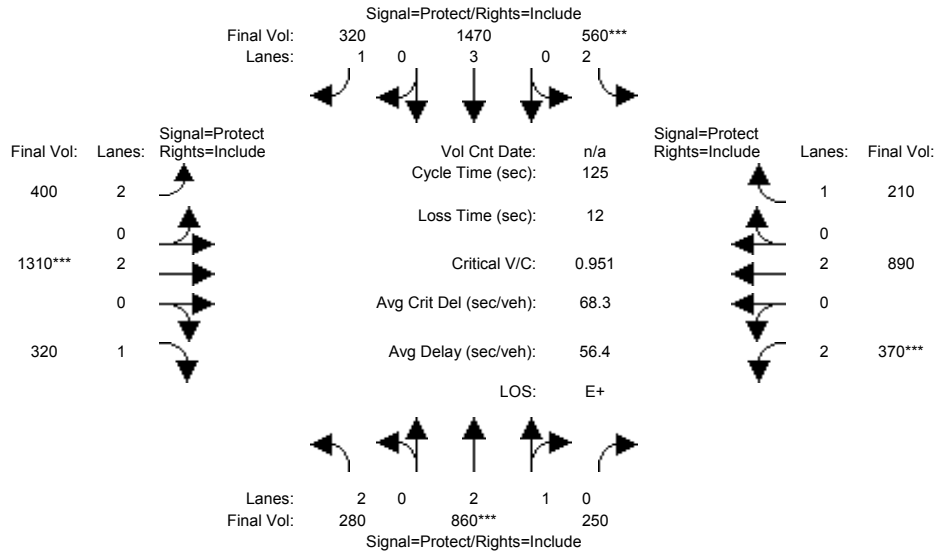 Signal=Protect/Rights=Include
Final Vol: 320 1470 560***
Lanes: 1 0 3 0 2
Signal=Protect
Final Vol: Lanes: Rights=Include
Vol Cnt Date: n/a
Signal=Protect
Rights=Include Lanes: Final Vol:
Cycle Time (sec): 125
400 2
1 210
Loss Time (sec): 12
0
0
1310*** 2
Critical V/C: 0.951
2 890
0
Avg Crit Del (sec/veh): 68.3
0
320 1
Avg Delay (sec/veh): 56.4
2 370***
LOS: E+
Lanes: 2 0 2 1 0
Final Vol: 280 860*** 250
Signal=Protect/Rights=Include